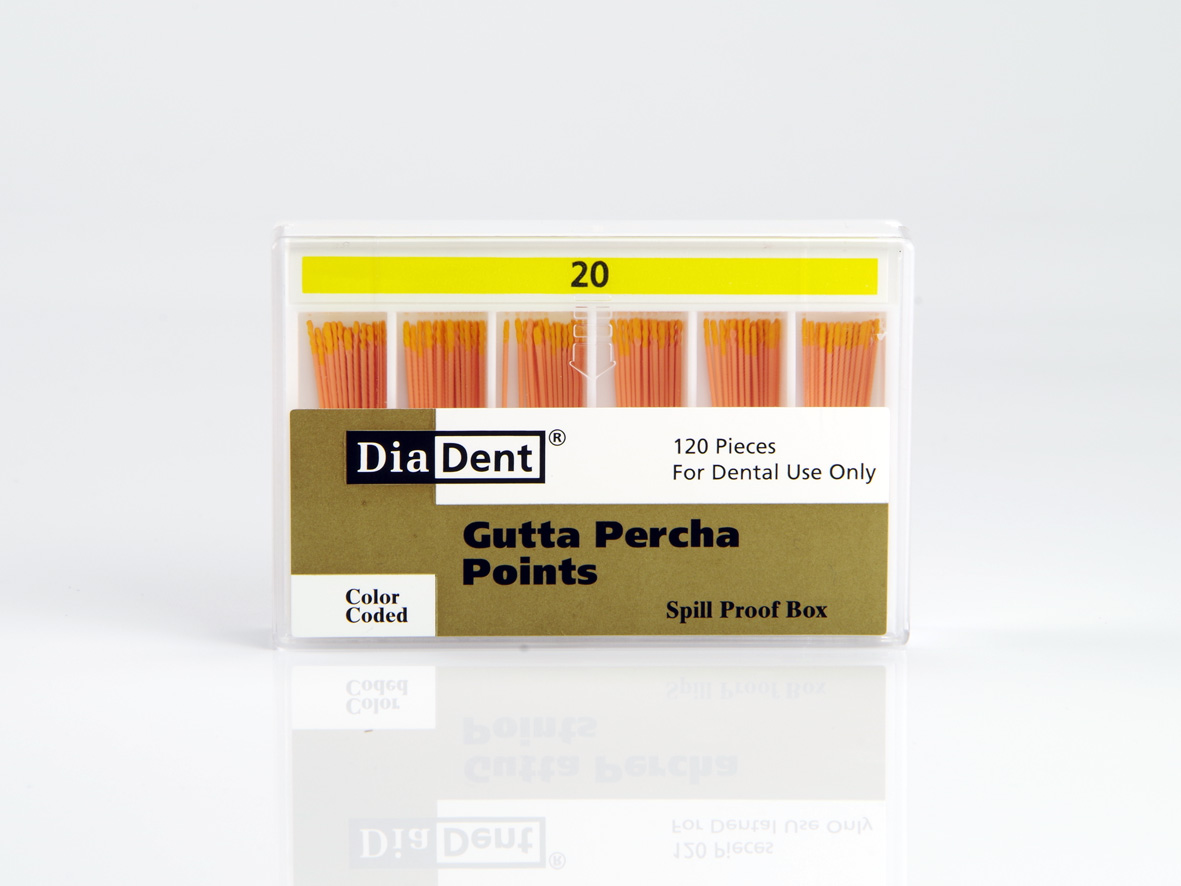 20
DiaDent®
120 Pieces
For Dental Use Only
Gutta Percha
Points
Color
Coded
Spill Proof Box